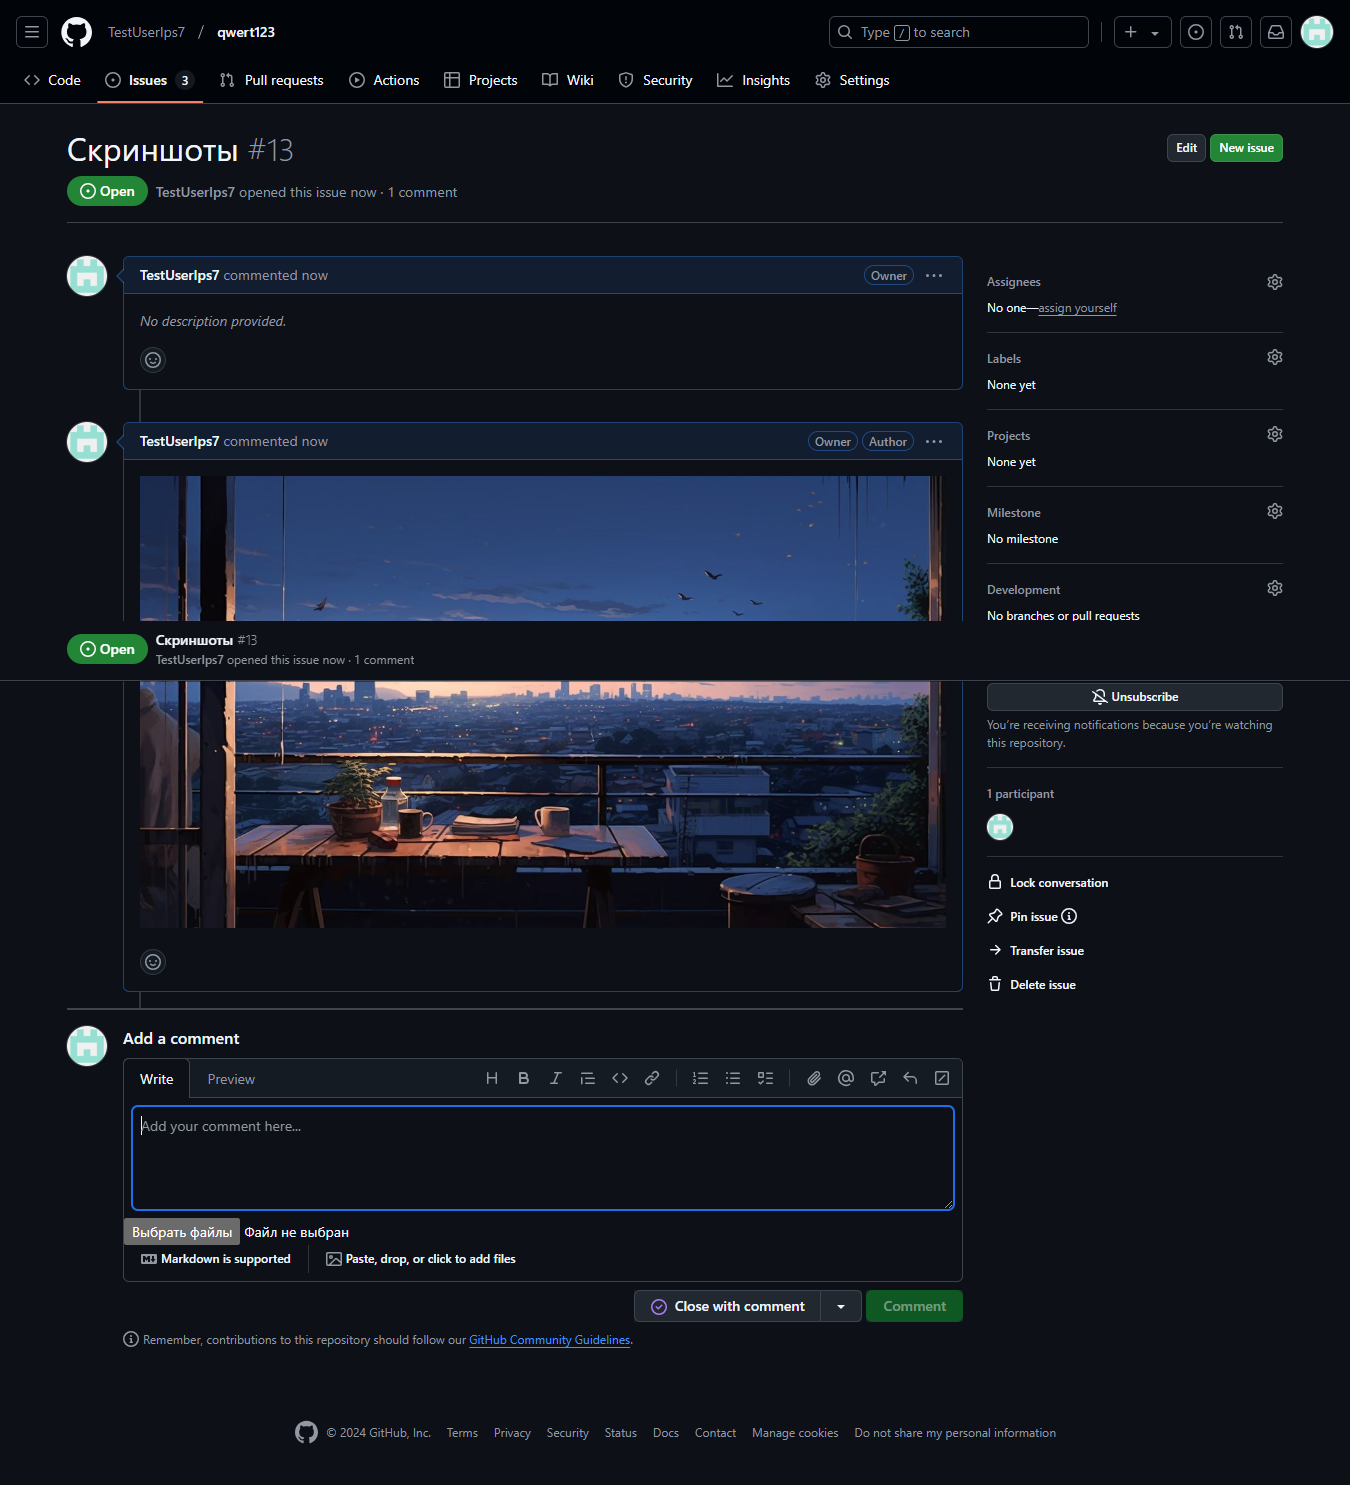 TestUserIps7 / qwert123
Type / to search
Code
Issues 3
Pull requests
Actions
Projects
Wiki
Security
Insights
Settings
Скриншоты #13
Edit
New issue
Open
TestUserIps7 opened this issue now · 1 comment
TestUserIps7 commented now
Owner
No description provided.
TestUserIps7 commented now
Owner
Author
Assignees
No one—assign yourself
Labels
None yet
Projects
None yet
Milestone
No milestone
Development
No branches or pull requests
Open
Скриншоты #13
TestUserIps7 opened this issue now · 1 comment
Unsubscribe
You're receiving notifications because you're watching
this repository.
1 participant
Lock conversation
Pin issue
Transfer issue
Delete issue
Add a comment
Write
Preview
Add your comment here...
Выбрать файлы Файл не выбран
Markdown is supported
Paste, drop, or click to add files
Close with comment
Comment
Remember, contributions to this repository should follow our GitHub Community Guidelines.
© 2024 GitHub, Inc.
Terms
Privacy
Security
Status
Docs
Contact
Manage cookies
Do not share my personal information